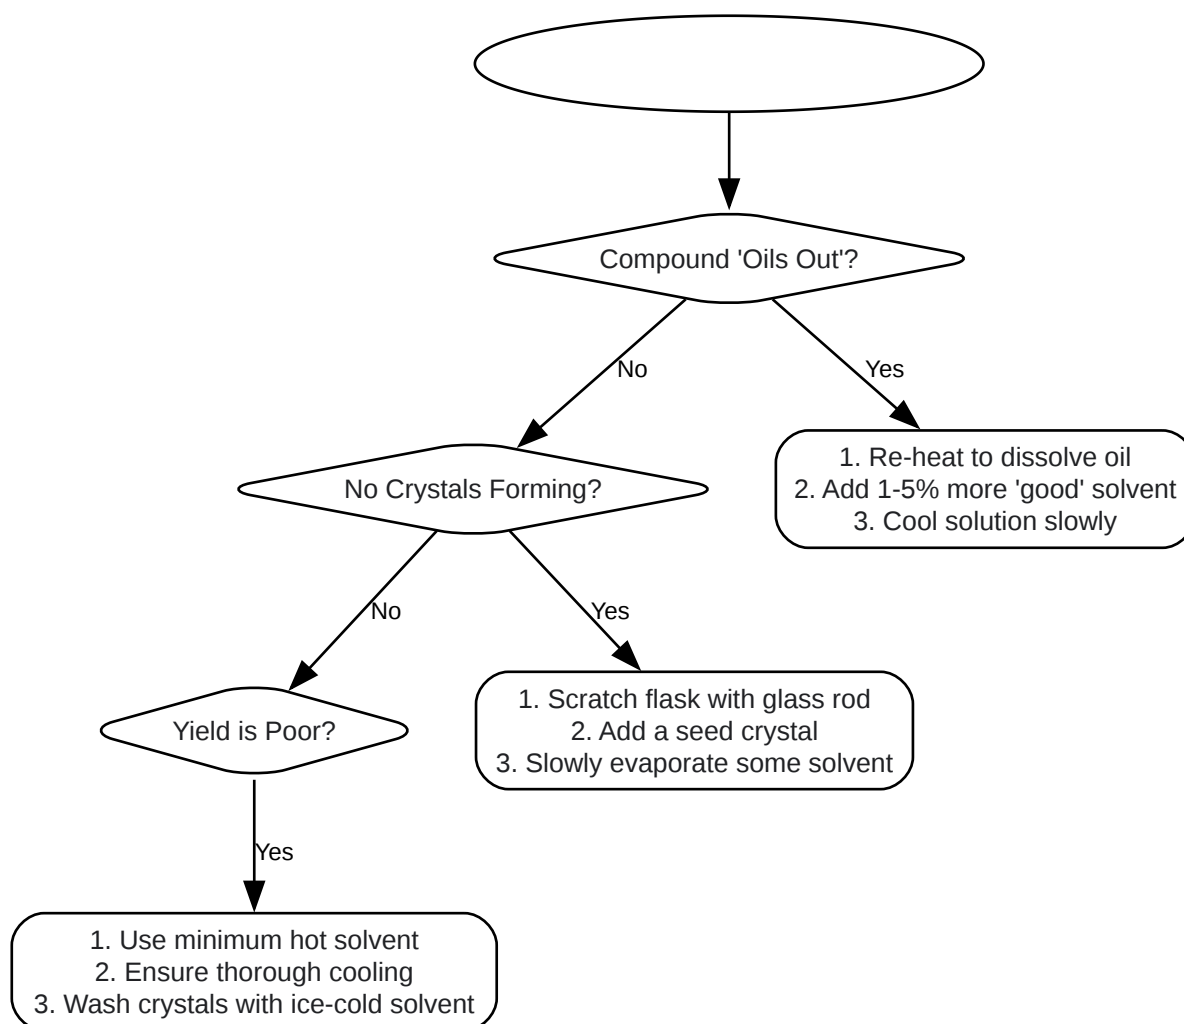 Compound 'Oils Out'?
No
Yes
1. Re-heat to dissolve oil
2. Add 1-5% more 'good' solvent
3. Cool solution slowly
No Crystals Forming?
No
Yes
1. Scratch flask with glass rod
2. Add a seed crystal
3. Slowly evaporate some solvent
Yield is Poor?
Yes
1. Use minimum hot solvent
2. Ensure thorough cooling
3. Wash crystals with ice-cold solvent